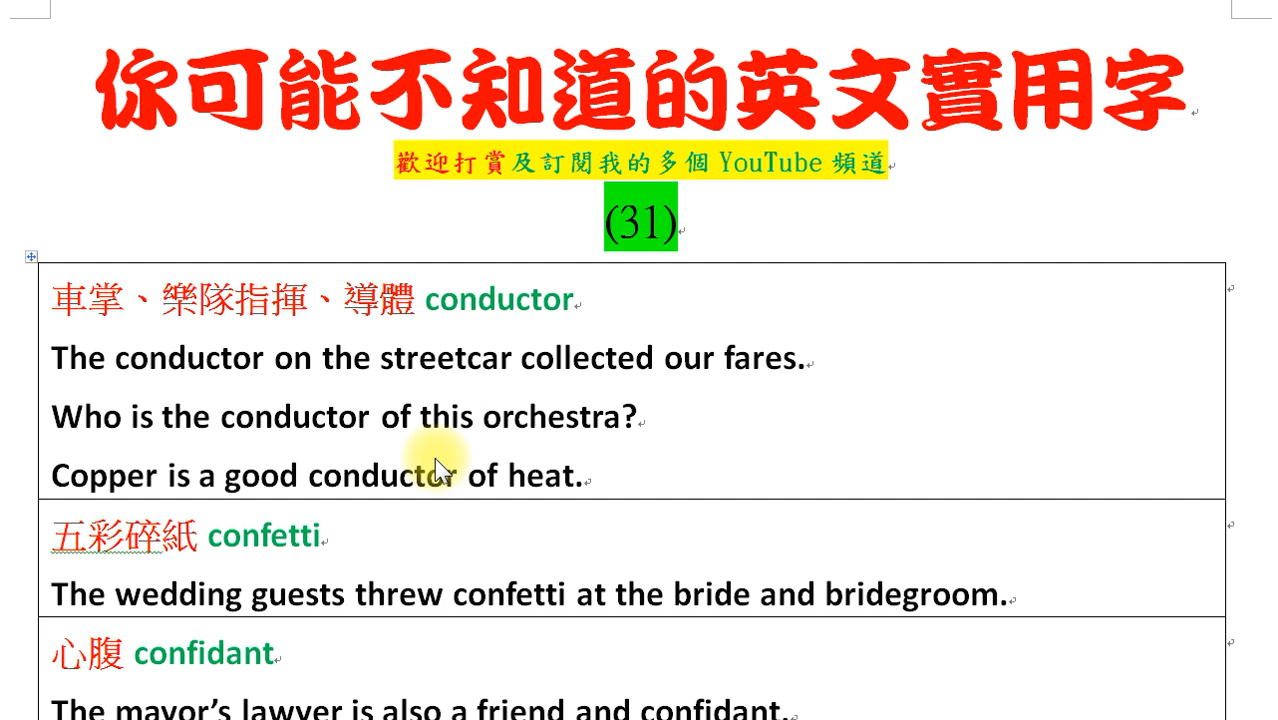 你可能不知道的英文實用字
歡迎打賞及訂閱我的多個 YouTube 頻道
(31)
車掌、樂隊指揮、導體 conductor
The conductor on the streetcar collected our fares.
Who is the conductor of this orchestra?
Copper is a good conductor of heat.
五彩碎紙 confetti
The wedding guests threw confetti at the bride and bridegroom.
心腹 confidant
The mayor’s lawyer is also a friend and confidant.